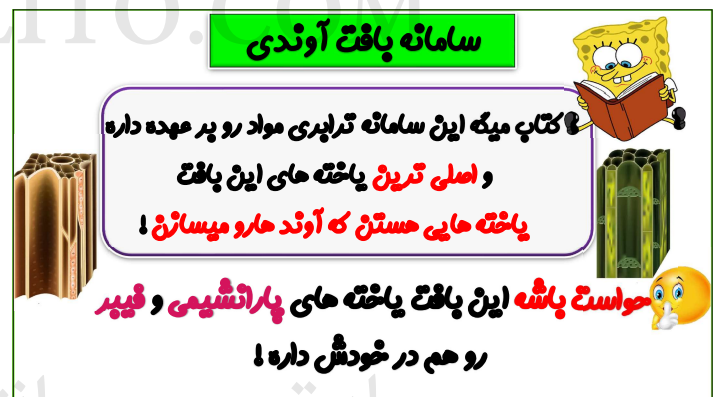 سامانه بافت آوندی
کتاب میگه این سامانه ترابری مواد رو بر عهده داره
و اصلی ترین یاخته های این بافت
یاخته هایی هستن که آوند هارو میسازن !
حواست باشه این بافت یاخته های پارانشیمی و فیبر
رو هم در خودش داره !